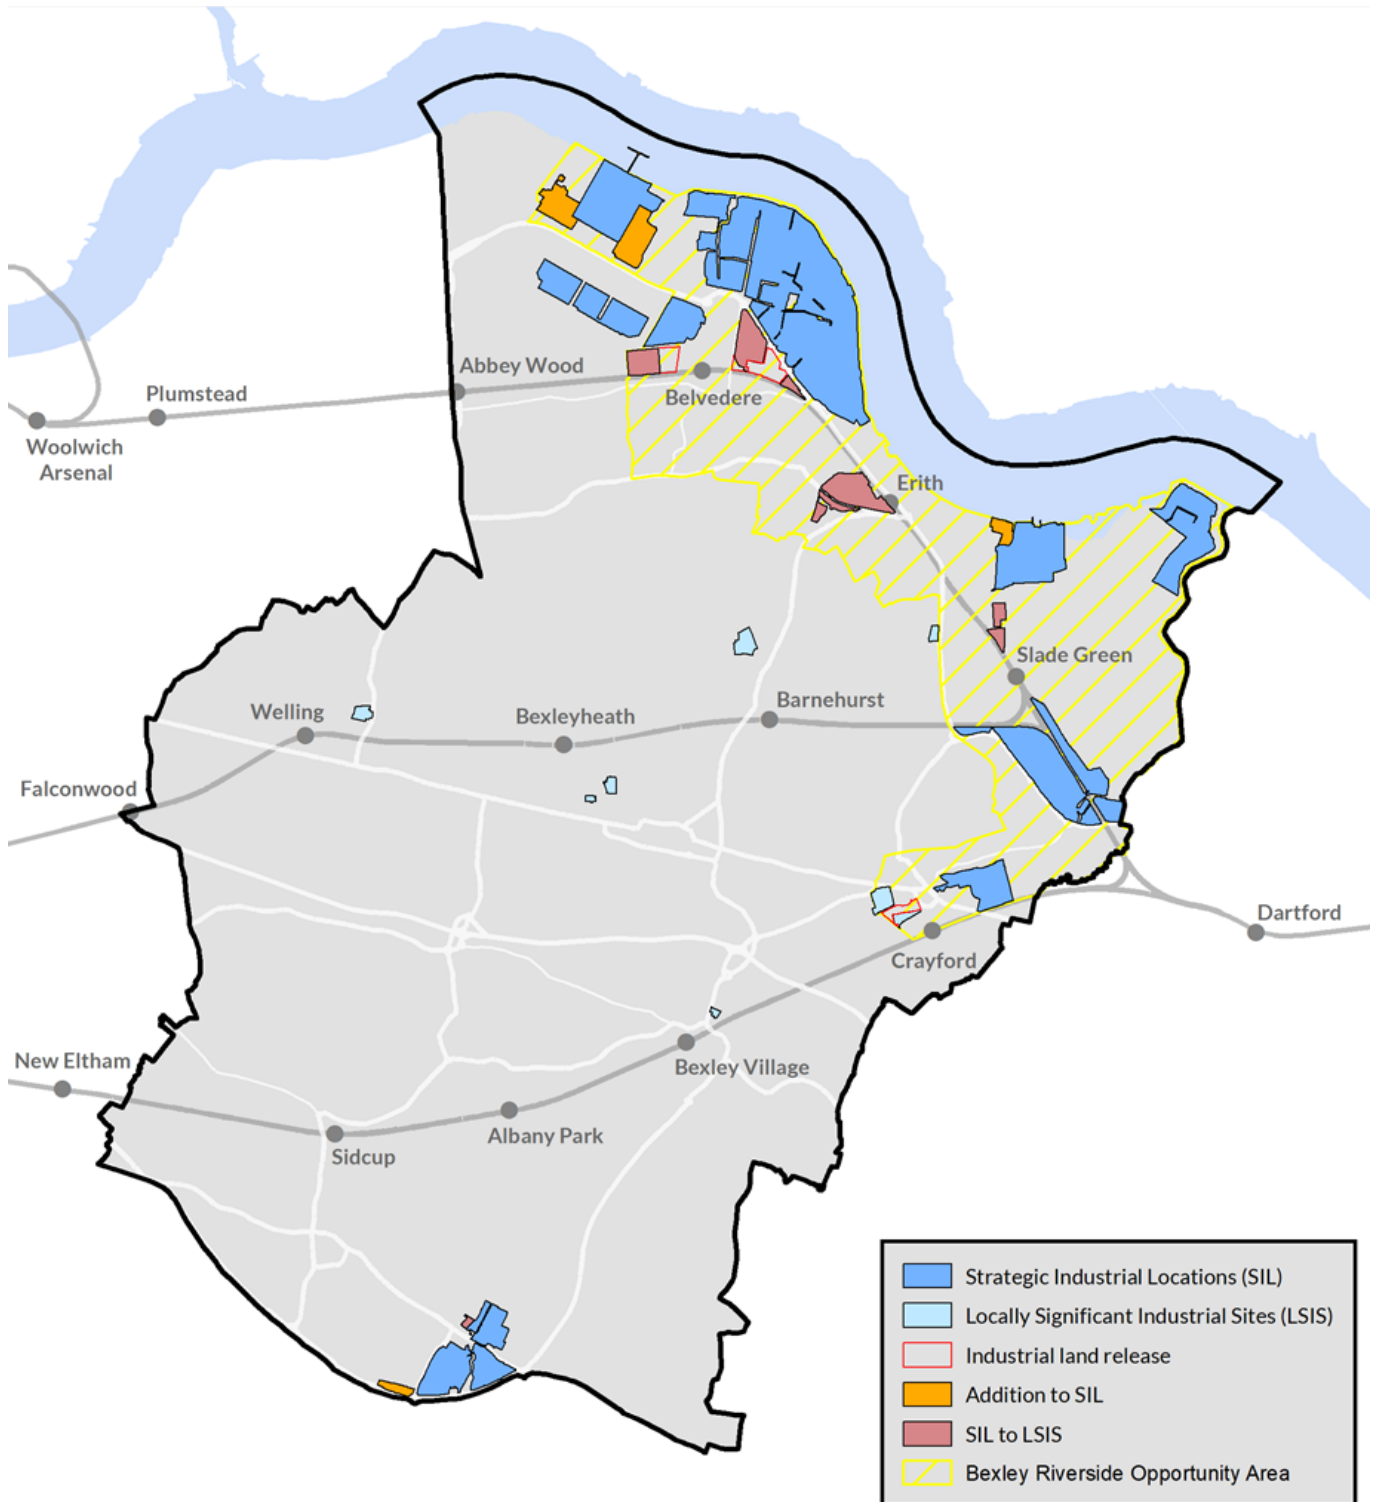 Abbey Wood
Plumstead
Belvedere
Woolwich
Arsenal
Erith
Slade Green
Barnehurst
Welling
Bexleyheath
Falconwood
Dartford
Crayford
New Eltham
Bexley Village
Albany Park
Sidcup
Strategic Industrial Locations (SIL)
Locally Significant Industrial Sites (LSIS)
Industrial land release
Addition to SIL
SIL to LSIS
Bexley Riverside Opportunity Area